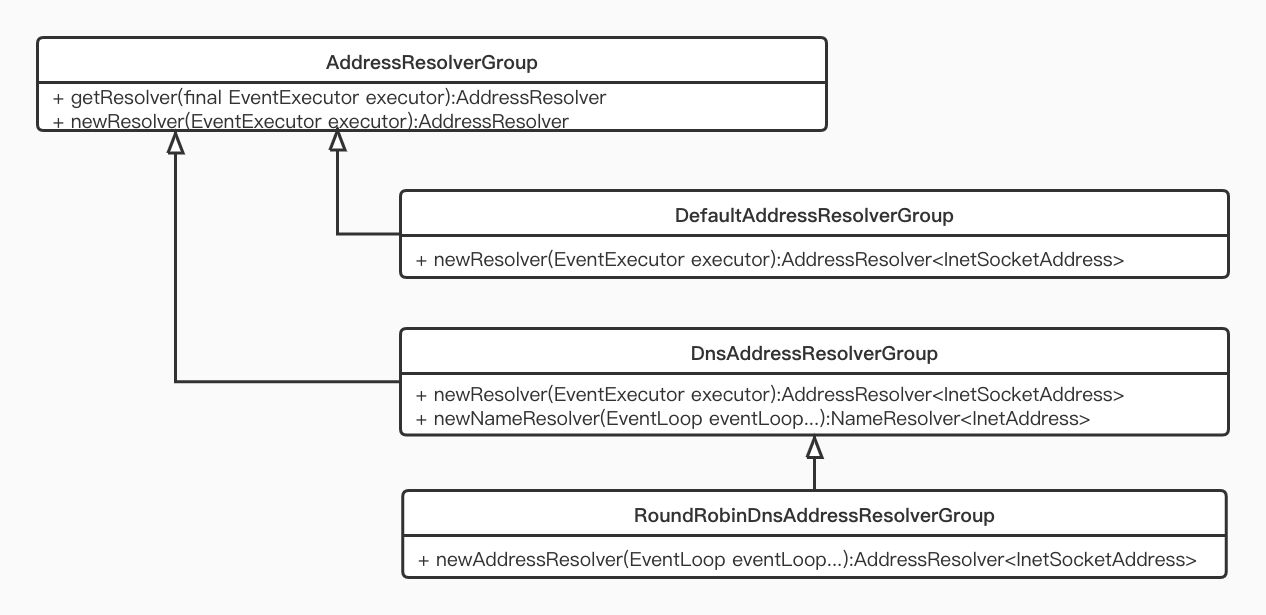 AddressResolverGroup
+ getResolver(final EventExecutor executor):AddressResolver
+ newResolver(EventExecutor executor):AddressResolver
DefaultAddressResolverGroup
+ newResolver(EventExecutor executor):AddressResolver<InetSocketAddress>
DnsAddressResolverGroup
+ newResolver(EventExecutor executor):AddressResolver<InetSocketAddress>
+ newNameResolver(EventLoop eventLoop...):NameResolver<InetAddress>
RoundRobinDnsAddressResolverGroup
+ newAddressResolver(EventLoop eventLoop...):AddressResolver<InetSocketAddress>